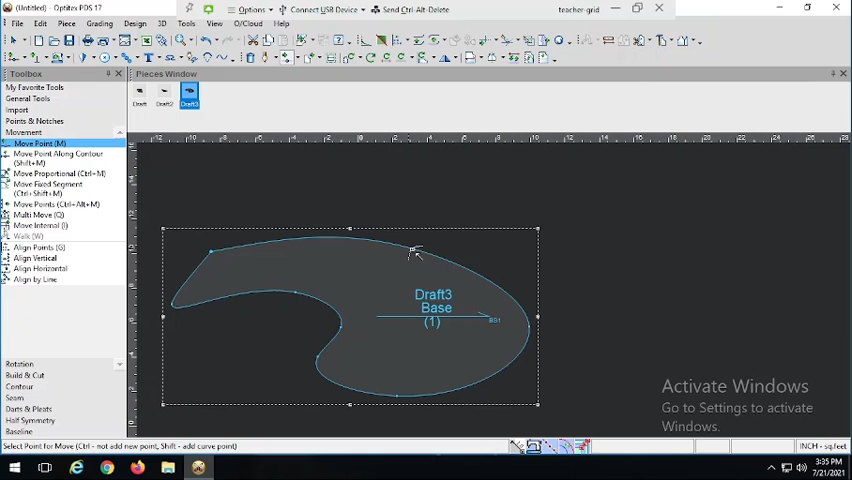 (Untitled) - Optitex PDS 17
Options
Connect USB Device
Send Ctrl-Alt-Delete
teacher-grid
File Edit Piece Grading Design 3D Tools View O/Cloud Help
Toolbox
Pieces Window
My Favorite Tools
General Tools
Import
Points & Notches
Movement
Draft Draft2 Draft3
Move Point (M)
Move Point Along Contour
(Shift+M)
Move Proportional (Ctrl+M)
Move Fixed Segment
(Ctrl+Shift+M)
Move Points (Ctrl+Alt+M)
Multi Move (Q)
Move Internal (I)
Walk (W)
Align Points (G)
Align Vertical
Align Horizontal
Align by Line
Draft3
Base
(1)
BG1
Rotation
Build & Cut
Contour
Seam
Darts & Pleats
Half Symmetry
Baseline
Activate Windows
Go to Settings to activate
Windows.
Select Point for Move (Ctrl - not add new point, Shift - add curve point)
INCH - sq.feet
3:35 PM
7/21/2021